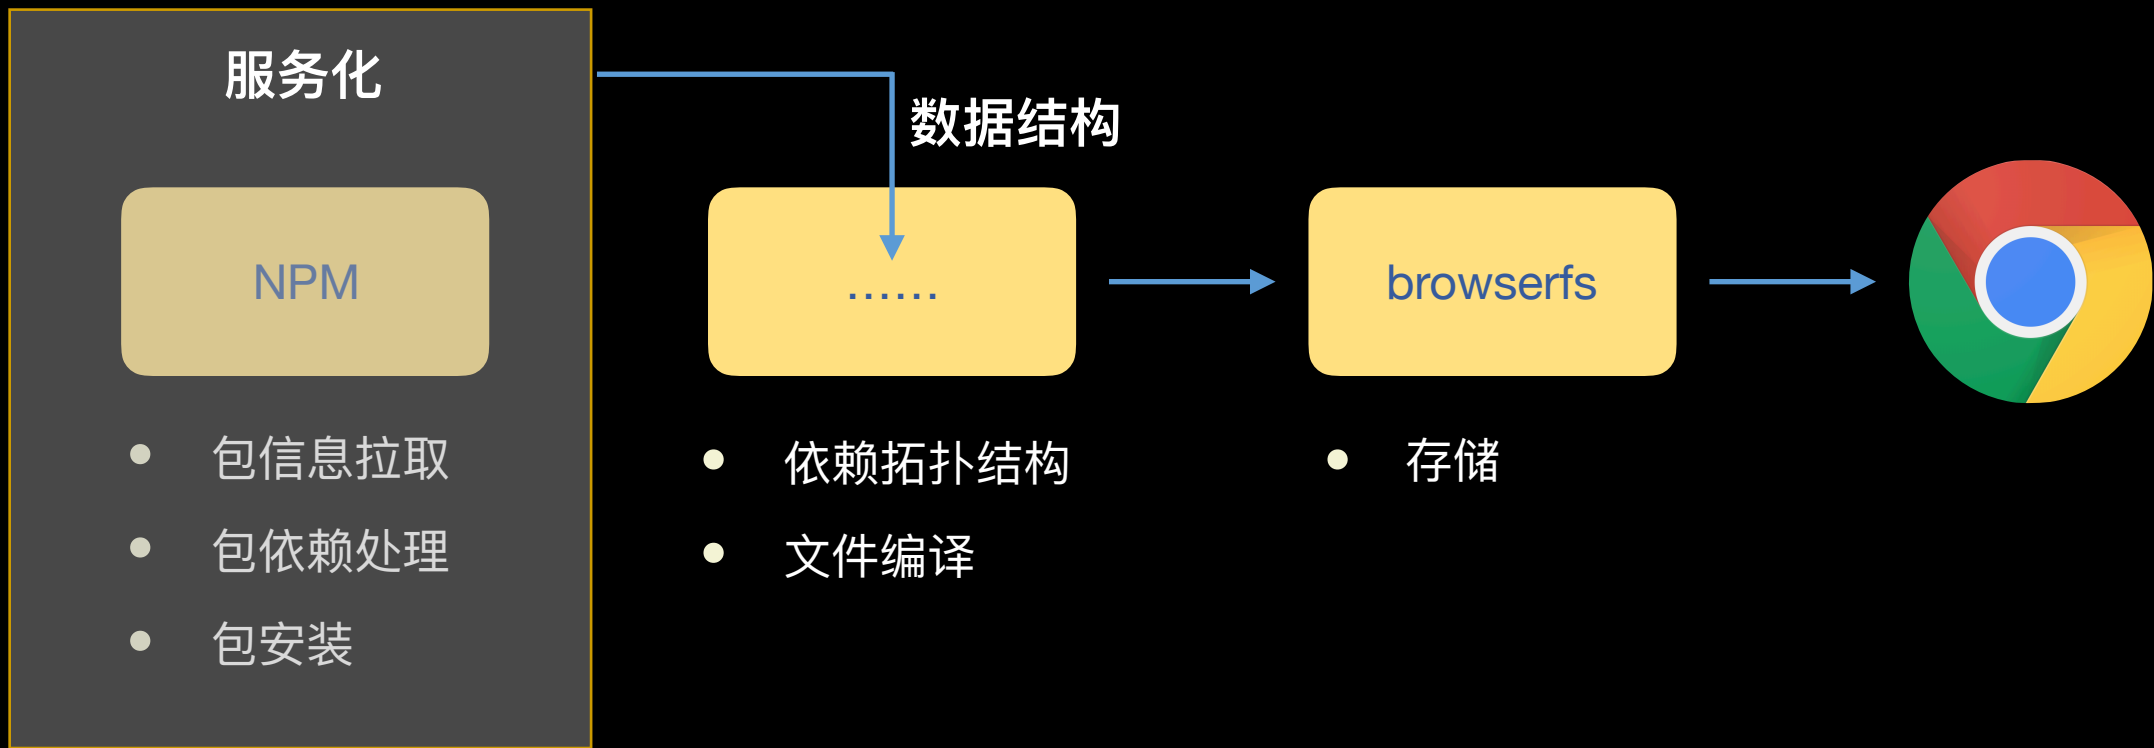 服务化
数据结构
NPM
......
browserfs
包信息拉取
包依赖处理
包安装
依赖拓扑结构
文件编译
存储